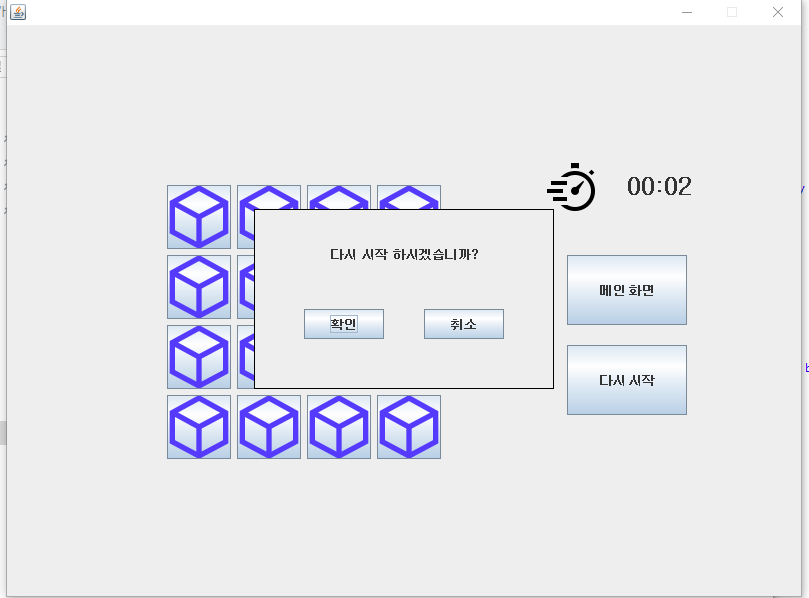 00:02
다시 시작 하시겠습니까?
확인
취소
메인 화면
다시 시작